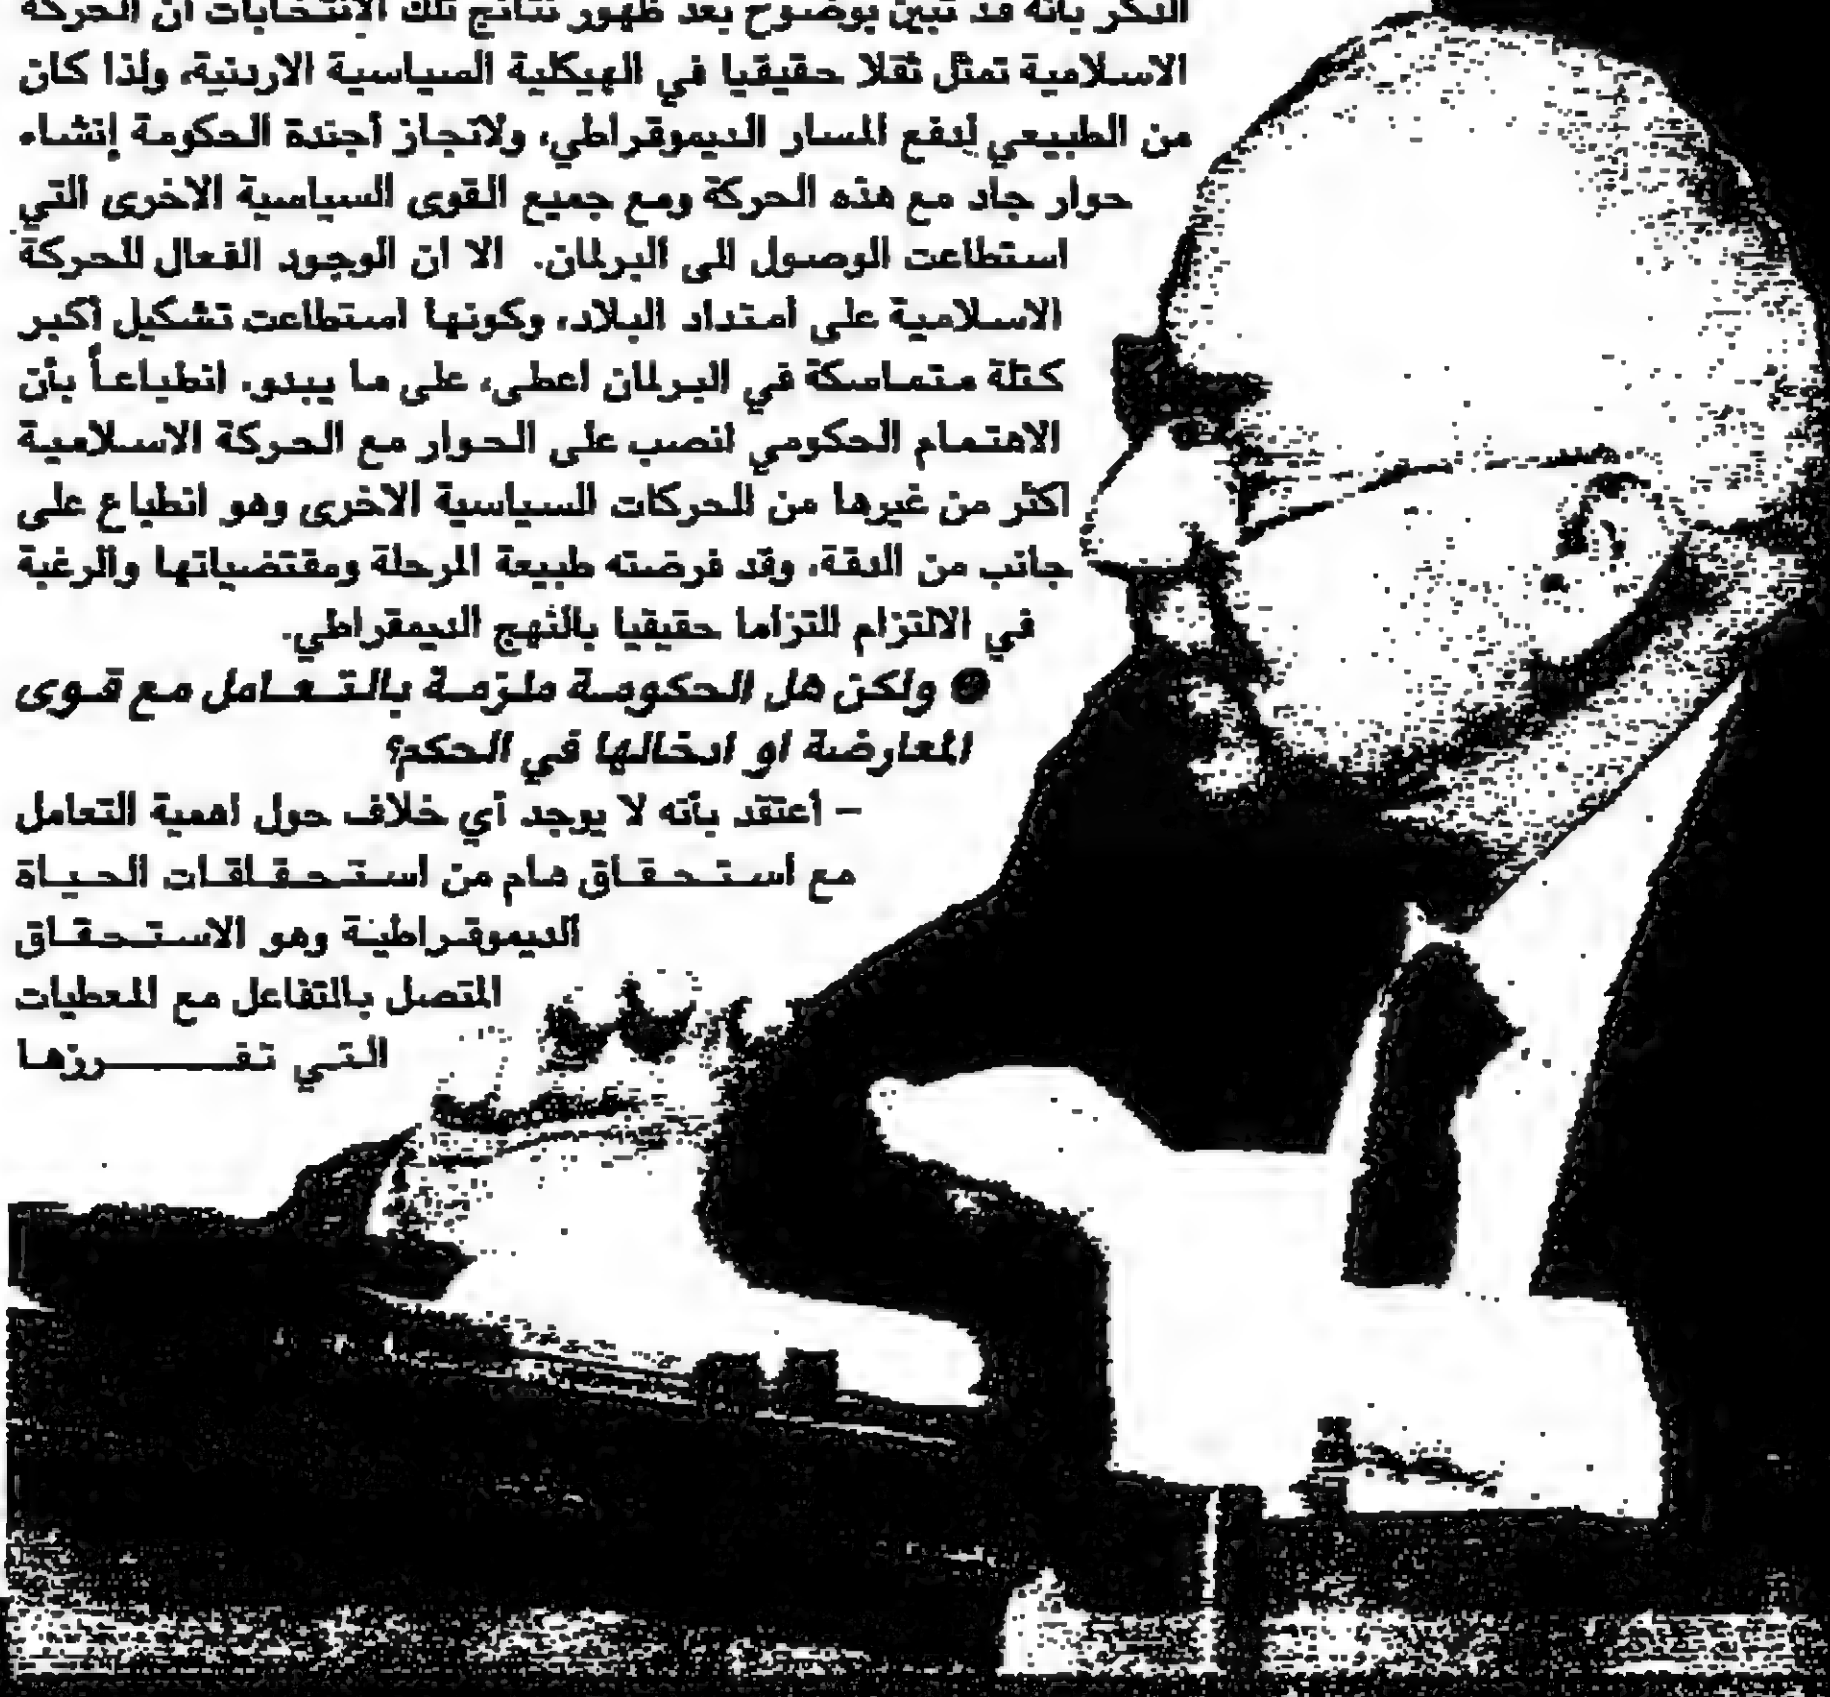 الذكر بأنه قد تبين بوضوح بعد ظهور نتائج تلك الانتخابات ان الحركة
الاسلامية تمثل ثقلا حقيقيا في الهيكلية السياسية الاردنية، ولذا كان
من الطبيعي لدفع المسار الديموقراطي، ولانجاز أجندة الحكومة إنشاء
حوار جاد مع هذه الحركة ومع جميع القوى السياسية الاخرى التي
استطاعت الوصول الى البرلمان. الا ان الوجود الفعال للحركة
الاسلامية على امتداد البلاد، وكونها استطاعت تشكيل أكبر
كتلة متماسكة في البرلمان اعطى، على ما يبدو، انطباعاً بأن
الاهتمام الحكومي انصب على الحوار مع الحركة الاسلامية
اكثر من غيرها من الحركات السياسية الاخرى وهو انطباع على
جانب من الدقة، وقد فرضته طبيعة المرحلة ومقتضياتها والرغبة
في الالتزام التزاما حقيقيا بالنهج الديمقراطي.
● ولكن هل الحكومة ملزمة بالتعامل مع قوى
المعارضة او ادخالها في الحكم؟
– أعتقد بأنه لا يوجد أي خلاف حول اهمية التعامل
مع استحقاق هام من استحقاقات الحياة
الديموقراطية وهو الاستحقاق
المتصل بالتفاعل مع المعطيات
التي تفرزها